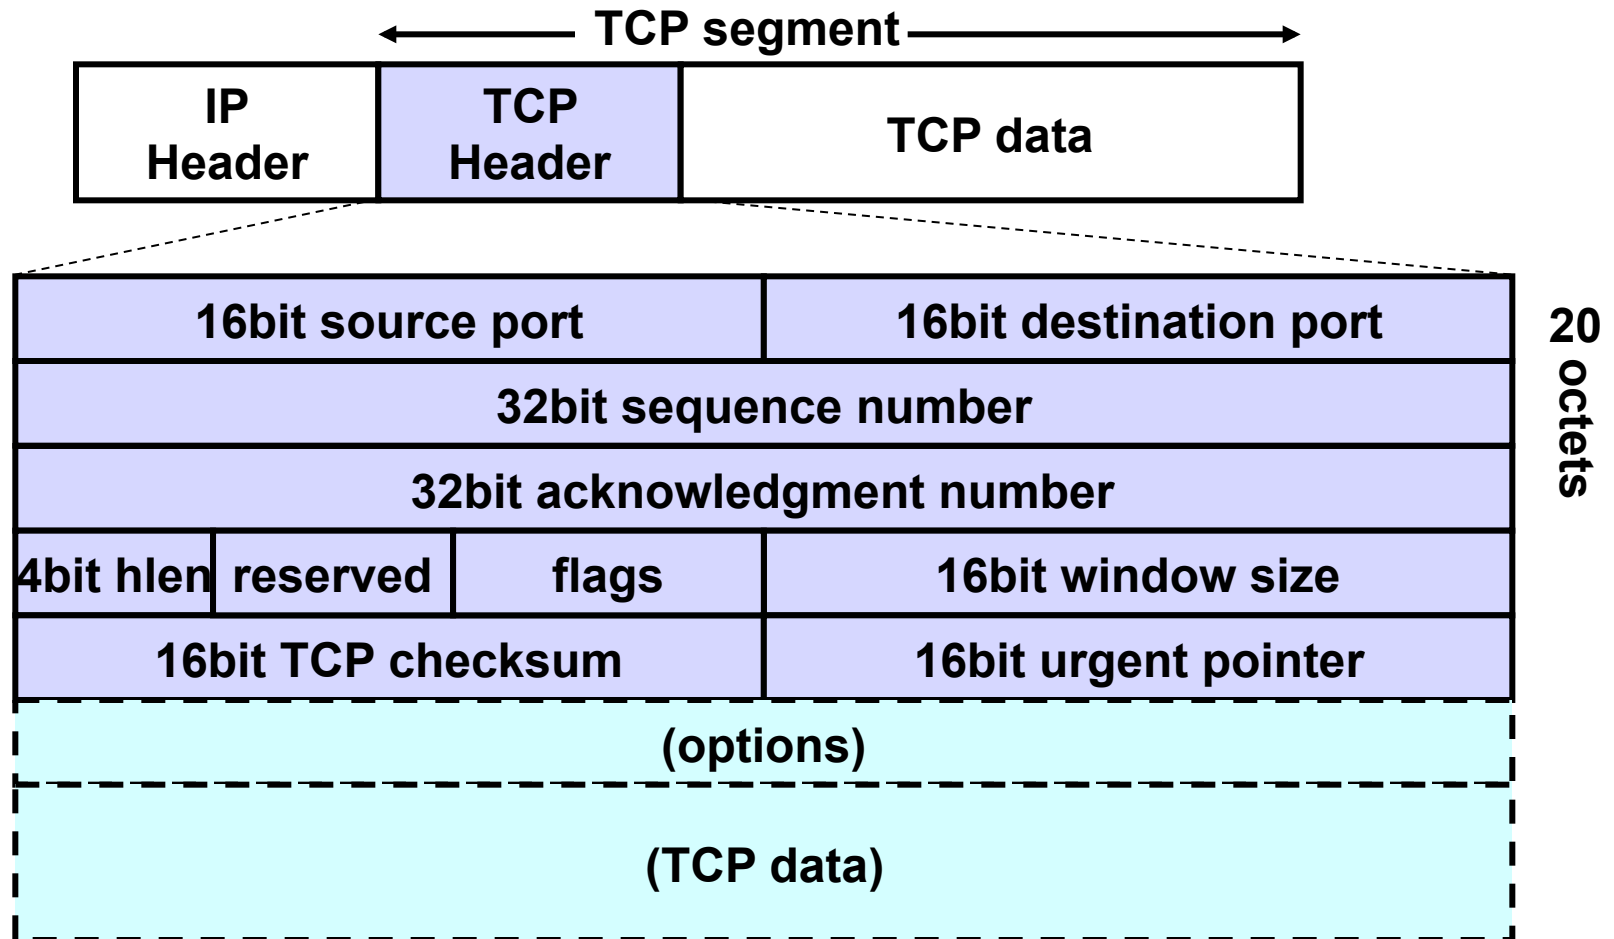 TCP segment
IP
Header
TCP
Header
TCP data
16bit source port
16bit destination port
20
octets
32bit sequence number
32bit acknowledgment number
4bit hlen
reserved
flags
16bit window size
16bit TCP checksum
16bit urgent pointer
(options)
(TCP data)